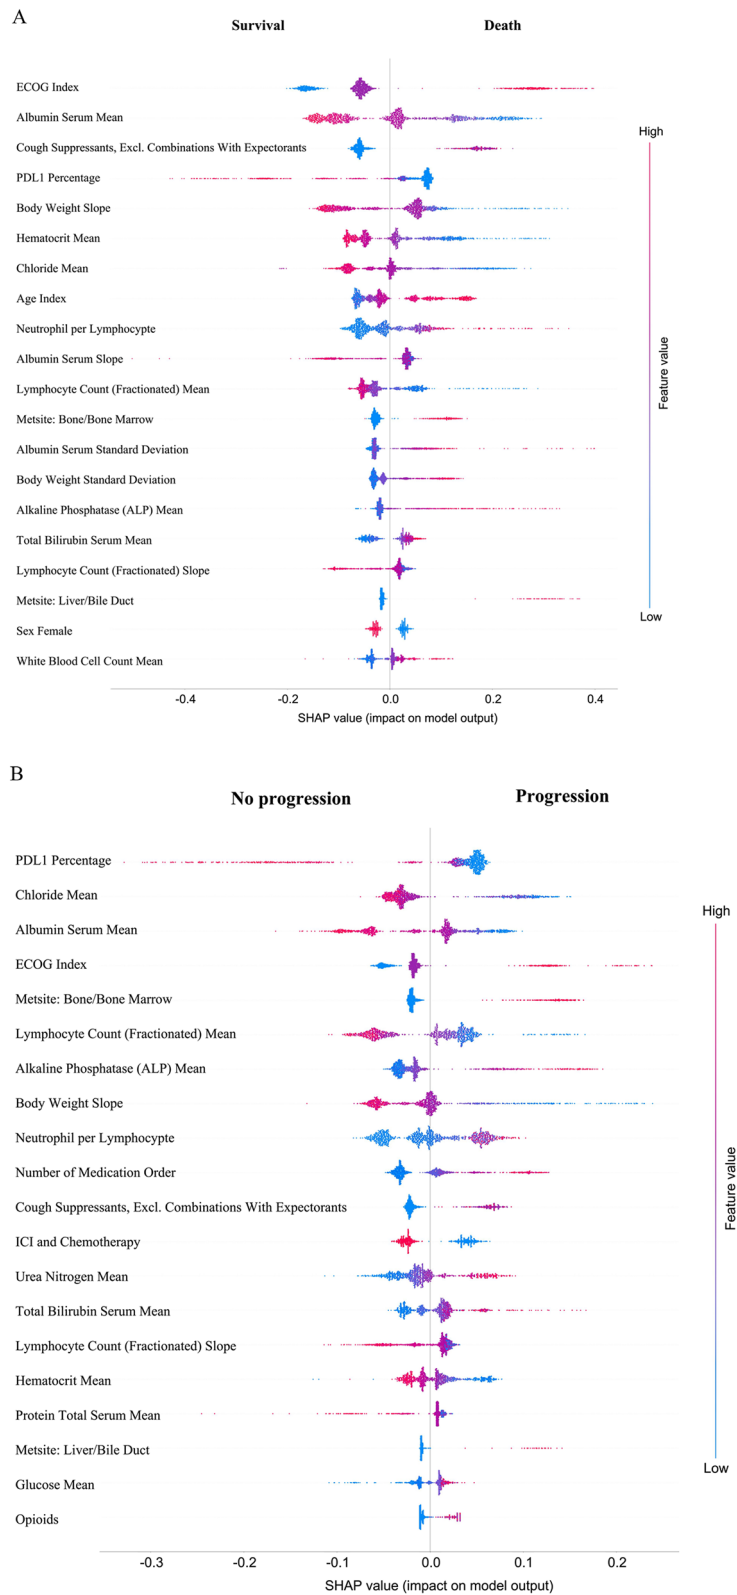 A
Survival Death
ECOG Index
Albumin Serum Mean
High
Cough Suppressants, Excl. Combinations With Expectorants
PDL1 Percentage
Body Weight Slope
Hematocrit Mean
Chloride Mean
Age Index
Neutrophil per Lymphocypte
Albumin Serum Slope
Feature value
Lymphocyte Count (Fractionated) Mean
Metsite: Bone/Bone Marrow
Albumin Serum Standard Deviation
Body Weight Standard Deviation
Alkaline Phosphatase (ALP) Mean
Total Bilirubin Serum Mean
Lymphocyte Count (Fractionated) Slope
Metsite: Liver/Bile Duct
Low
Sex Female
White Blood Cell Count Mean
-0.4 -0.2 0.0 0.2 0.4
SHAP value (impact on model output)
B
No progression Progression
PDL1 Percentage
Chloride Mean
High
Albumin Serum Mean
ECOG Index
Metsite: Bone/Bone Marrow
Lymphocyte Count (Fractionated) Mean
Alkaline Phosphatase (ALP) Mean
Body Weight Slope
Neutrophil per Lymphocypte
Number of Medication Order
Feature value
Cough Suppressants, Excl. Combinations With Expectorants
ICI and Chemotherapy
Urea Nitrogen Mean
Total Bilirubin Serum Mean
Lymphocyte Count (Fractionated) Slope
Hematocrit Mean
Protein Total Serum Mean
Metsite: Liver/Bile Duct
Low
Glucose Mean
Opioids
-0.3 -0.2 -0.1 0.0 0.1 0.2
SHAP value (impact on model output)